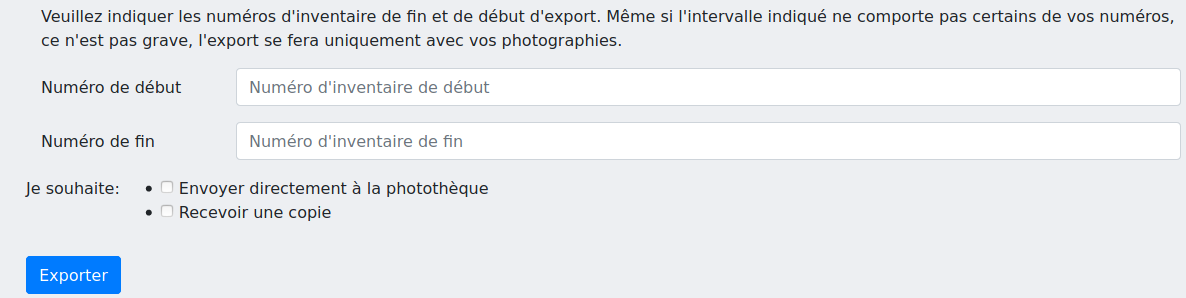 Veuillez indiquer les numéros d'inventaire de fin et de début d'export. Même si l'intervalle indiqué ne comporte pas certains de vos numéros,
ce n'est pas grave, l'export se fera uniquement avec vos photographies.
Numéro de début
Numéro d'inventaire de début
Numéro de fin
Numéro d'inventaire de fin
Je souhaite:
Envoyer directement à la photothèque
Recevoir une copie
Exporter